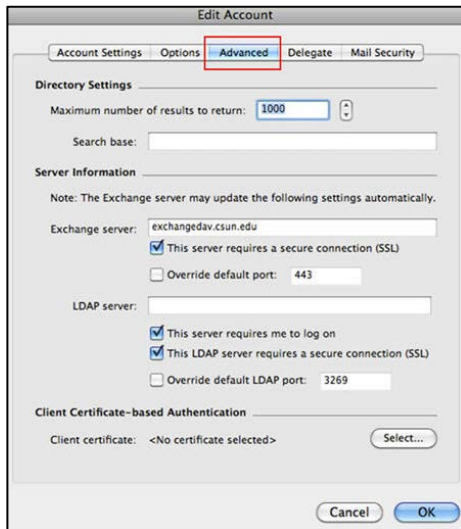 Edit Account
Account Settings Options Advanced Delegate Mail Security
Directory Settings
Maximum number of results to return: 1000
Search base:
Server Information
Note: The Exchange server may update the following settings automatically.
Exchange server: exchangedav.csun.edu
This server requires a secure connection (SSL)
Override default port: 443
LDAP server:
This server requires me to log on
This LDAP server requires a secure connection (SSL)
Override default LDAP port: 3269
Client Certificate-based Authentication
Client certificate: <No certificate selected> Select...
Cancel OK